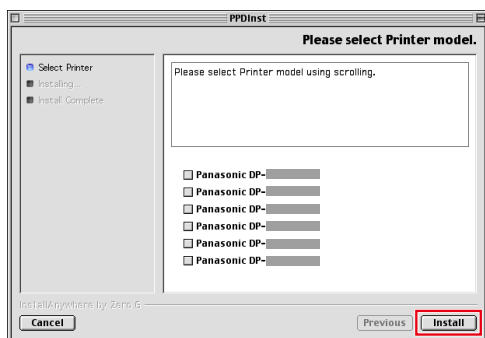 PPDInst
Please select Printer model.
Select Printer
Installing...
Install Complete
Please select Printer model using scrolling.
Panasonic DP-
Panasonic DP-
Panasonic DP-
Panasonic DP-
Panasonic DP-
Panasonic DP-
InstallAnywhere by Zero G
Cancel
Previous
Install